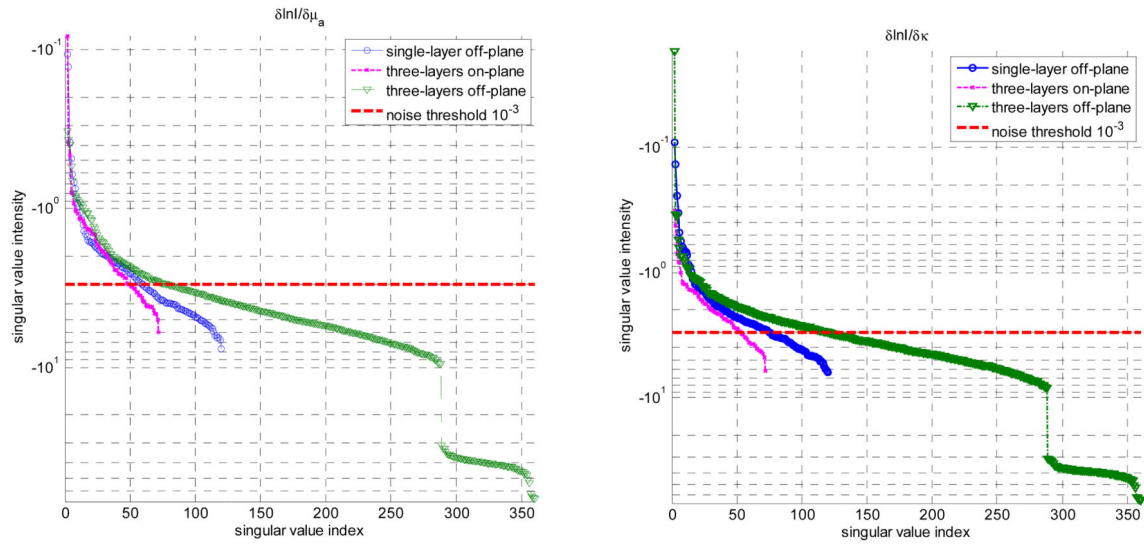 δlnI/δμa
single-layer off-plane
three-layers on-plane
three-layers off-plane
noise threshold 10-3
singular value intensity
-10-1
-100
-101
0 50 100 150 200 250 300 350
singular value index
δlnI/δκ
single-layer off-plane
three-layers on-plane
three-layers off-plane
noise threshold 10-3
singular value intensity
-10-1
-100
-101
0 50 100 150 200 250 300 350
singular value index